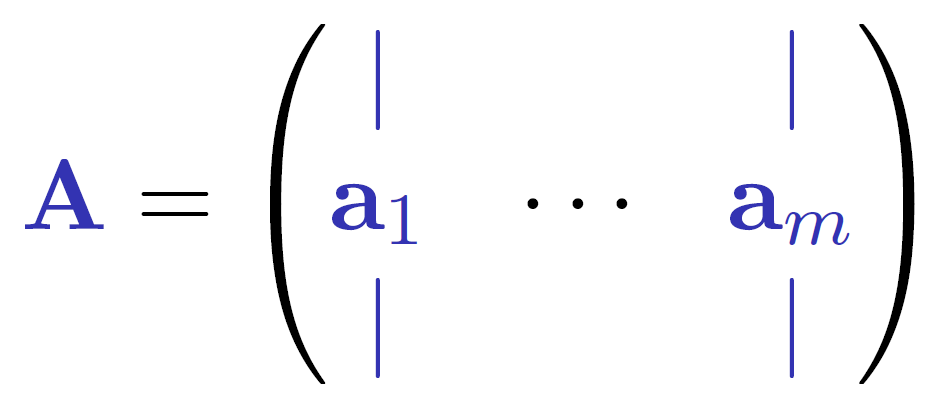 | |
A = ( a₁ ⋯ aₘ )
| |